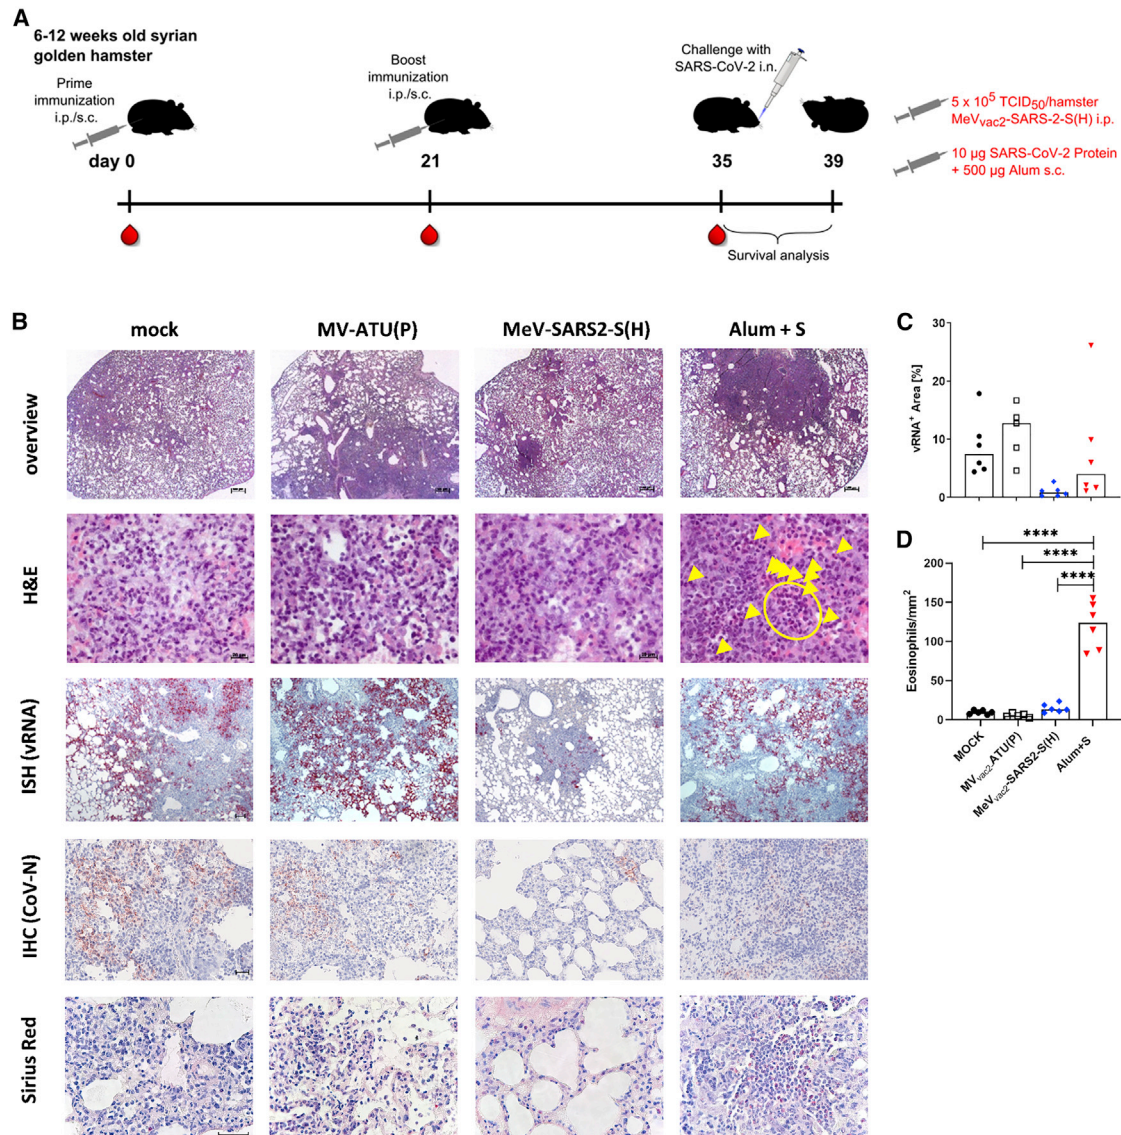 A
6-12 weeks old syrian
golden hamster
Prime
immunization
i.p./s.c.
Boost
immunization
i.p./s.c.
Challenge with
SARS-CoV-2 i.n.
5 x 10⁵ TCID₅₀/hamster
MeVvac2-SARS-2-S(H) i.p.
10 µg SARS-CoV-2 Protein
+ 500 µg Alum s.c.
day 0
21
35
39
Survival analysis
B
mock
MV-ATU(P)
MeV-SARS2-S(H)
Alum + S
overview
H&E
ISH (vRNA)
IHC (CoV-N)
Sirius Red
C
vRNA⁺ Area [%]
30
20
10
0
D
****
****
****
Eosinophils/mm²
200
150
100
50
0
MOCK
MVvac2-ATU(P)
MeVvac2-SARS2-S(H)
Alum+S